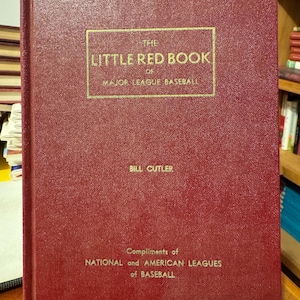 THE
LITTLE RED BOOK
OF
MAJOR LEAGUE BASEBALL
BILL CUTLER
Compliments of
NATIONAL and AMERICAN LEAGUES
of BASEBALL